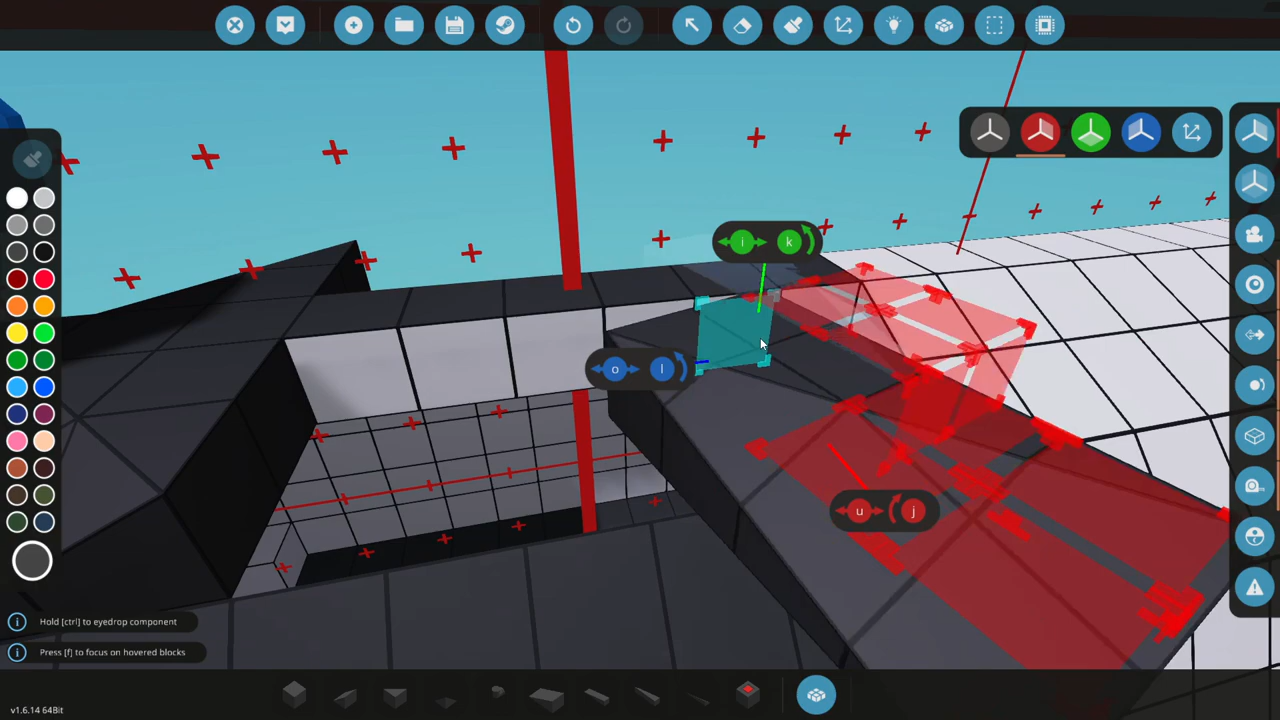 i k
o l
u j
Hold [ctrl] to eyedrop component
Press [f] to focus on hovered blocks
v1.6.14 64Bit